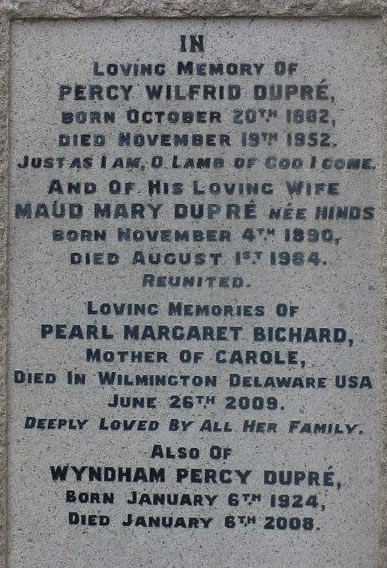 IN
LOVING MEMORY OF
PERCY WILFRID DUPRÉ,
BORN OCTOBER 20TH 1882,
DIED NOVEMBER 19TH 1952.
JUST AS I AM, O LAMB OF GOD I COME.
AND OF HIS LOVING WIFE
MAUD MARY DUPRÉ NÉE HINDS
BORN NOVEMBER 4TH 1890,
DIED AUGUST 1ST 1984.
REUNITED.
LOVING MEMORIES OF
PEARL MARGARET BICHARD,
MOTHER OF CAROLE,
DIED IN WILMINGTON DELAWARE USA
JUNE 26TH 2009.
DEEPLY LOVED BY ALL HER FAMILY.
ALSO OF
WYNDHAM PERCY DUPRÉ,
BORN JANUARY 6TH 1924,
DIED JANUARY 6TH 2008.